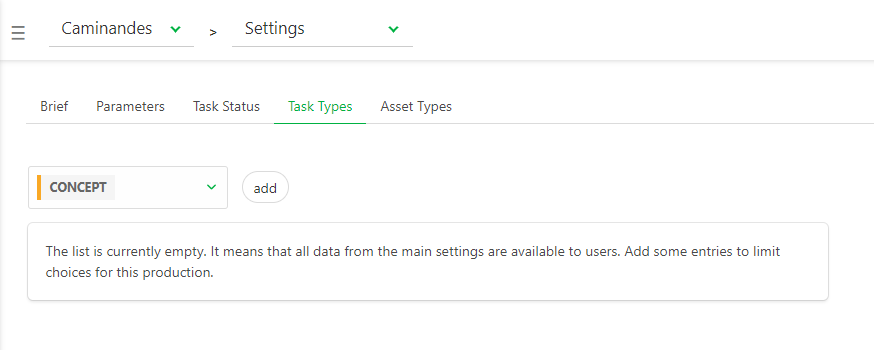 Caminandes > Settings
Brief Parameters Task Status Task Types Asset Types
CONCEPT add
The list is currently empty. It means that all data from the main settings are available to users. Add some entries to limit
choices for this production.